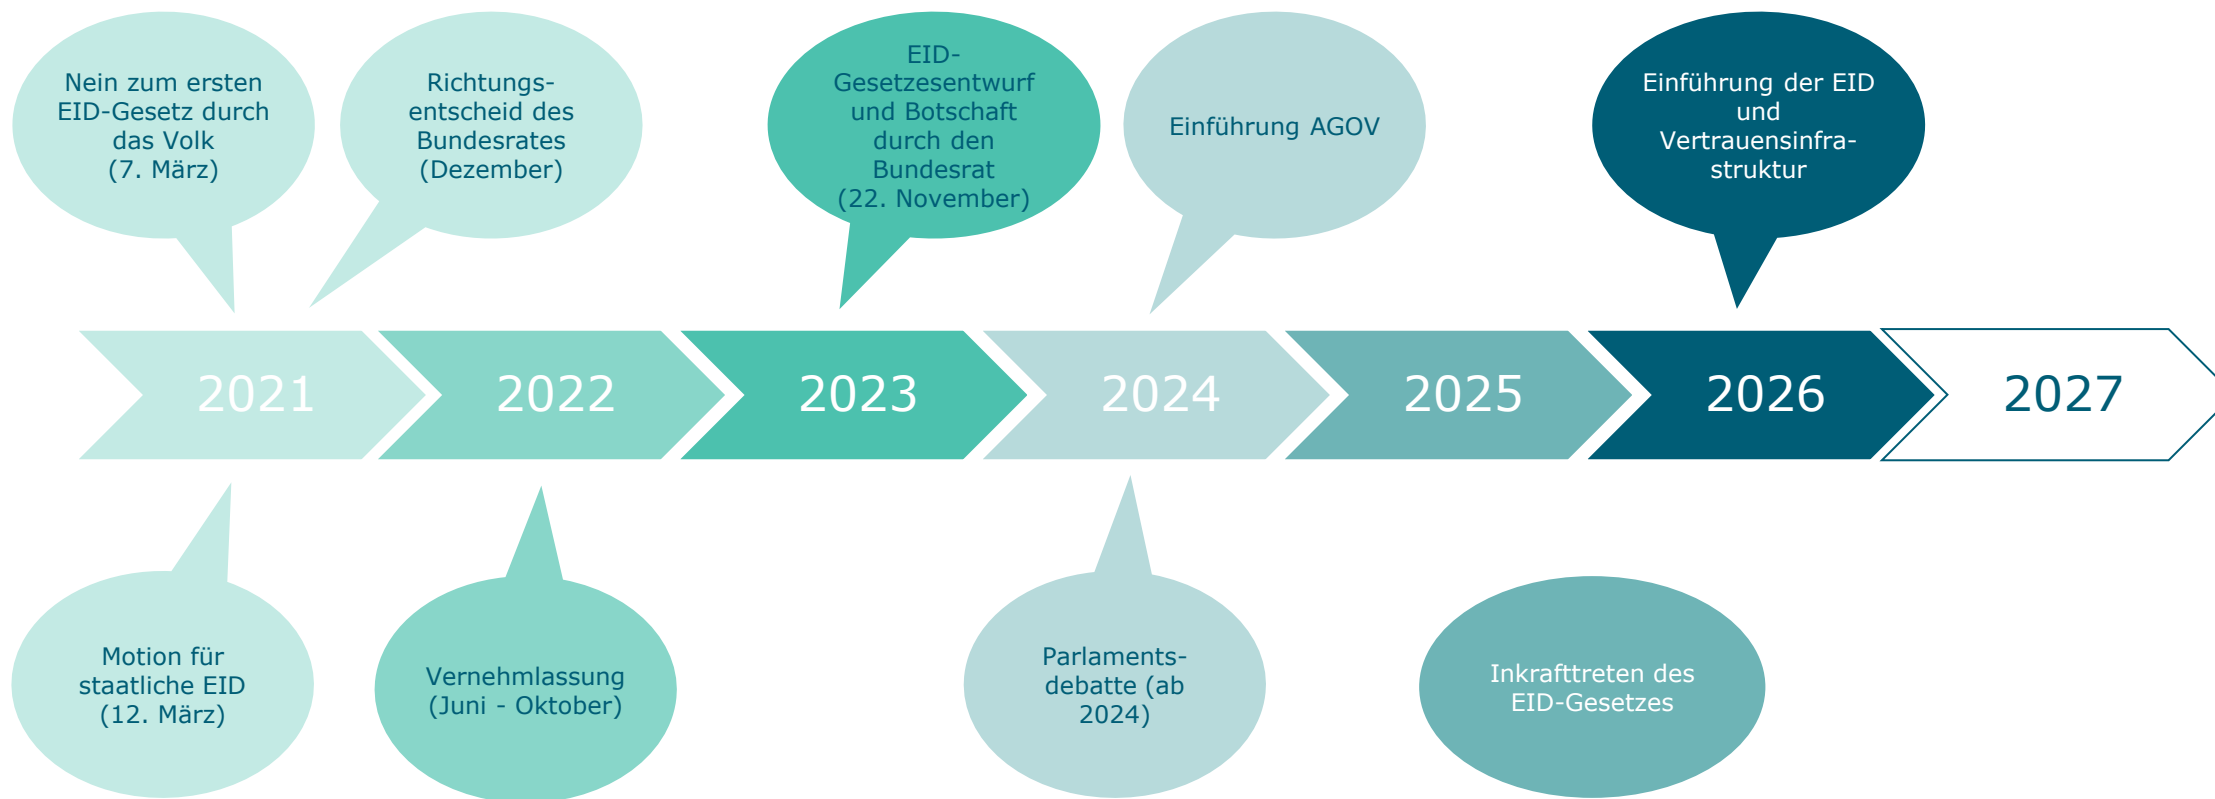 Nein zum ersten
EID-Gesetz durch
das Volk
(7. März)
Richtungs-
entscheid des
Bundesrates
(Dezember)
EID-
Gesetzesentwurf
und Botschaft
durch den
Bundesrat
(22. November)
Einführung AGOV
Einführung der EID
und
Vertrauensinfra-
struktur
2021
2022
2023
2024
2025
2026
2027
Motion für
staatliche EID
(12. März)
Vernehmlassung
(Juni - Oktober)
Parlaments-
debatte (ab
2024)
Inkrafttreten des
EID-Gesetzes